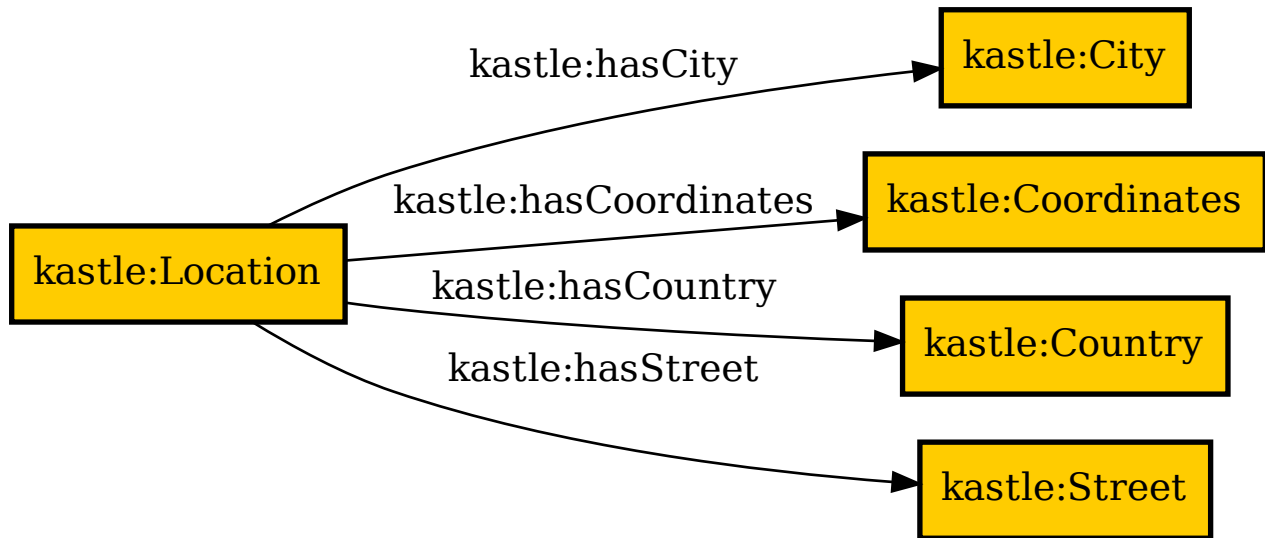 kastle:hasCity
kastle:City
kastle:hasCoordinates
kastle:Coordinates
kastle:Location
kastle:hasCountry
kastle:Country
kastle:hasStreet
kastle:Street